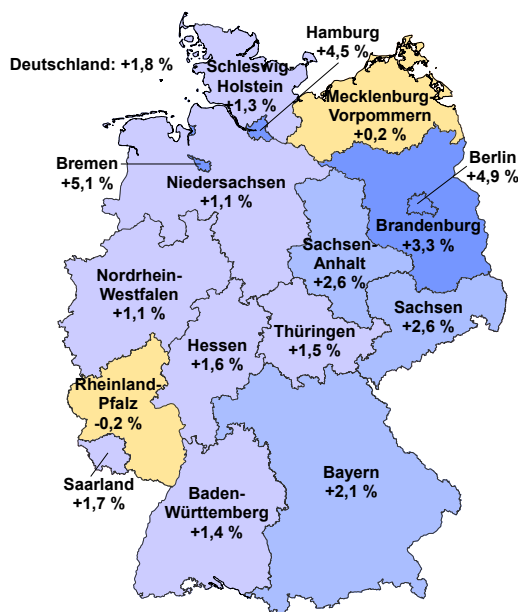 Hamburg
+4,5 %
Deutschland: +1,8 %
Schleswig-
Holstein
+1,3 %
Mecklenburg-
Vorpommern
+0,2 %
Bremen
+5,1 %
Berlin
+4,9 %
Niedersachsen
+1,1 %
Brandenburg
+3,3 %
Sachsen-
Anhalt
+2,6 %
Nordrhein-
Westfalen
+1,1 %
Sachsen
+2,6 %
Hessen
+1,6 %
Thüringen
+1,5 %
Rheinland-
Pfalz
-0,2 %
Saarland
+1,7 %
Baden-
Württemberg
+1,4 %
Bayern
+2,1 %